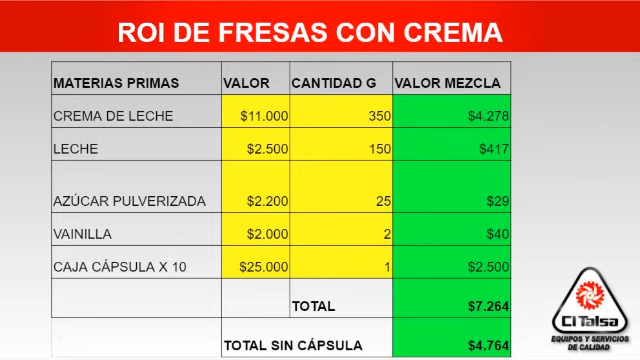 ROI DE FRESAS CON CREMA
MATERIAS PRIMAS VALOR CANTIDAD G VALOR MEZCLA
CREMA DE LECHE $11.000 350 $4.278
LECHE $2.500 150 $417
AZÚCAR PULVERIZADA $2.200 25 $29
VAINILLA $2.000 2 $40
CAJA CÁPSULA X 10 $25.000 1 $2.500
TOTAL $7.264
TOTAL SIN CÁPSULA $4.764
CI Talsa
EQUIPOS Y SERVICIOS
DE CALIDAD